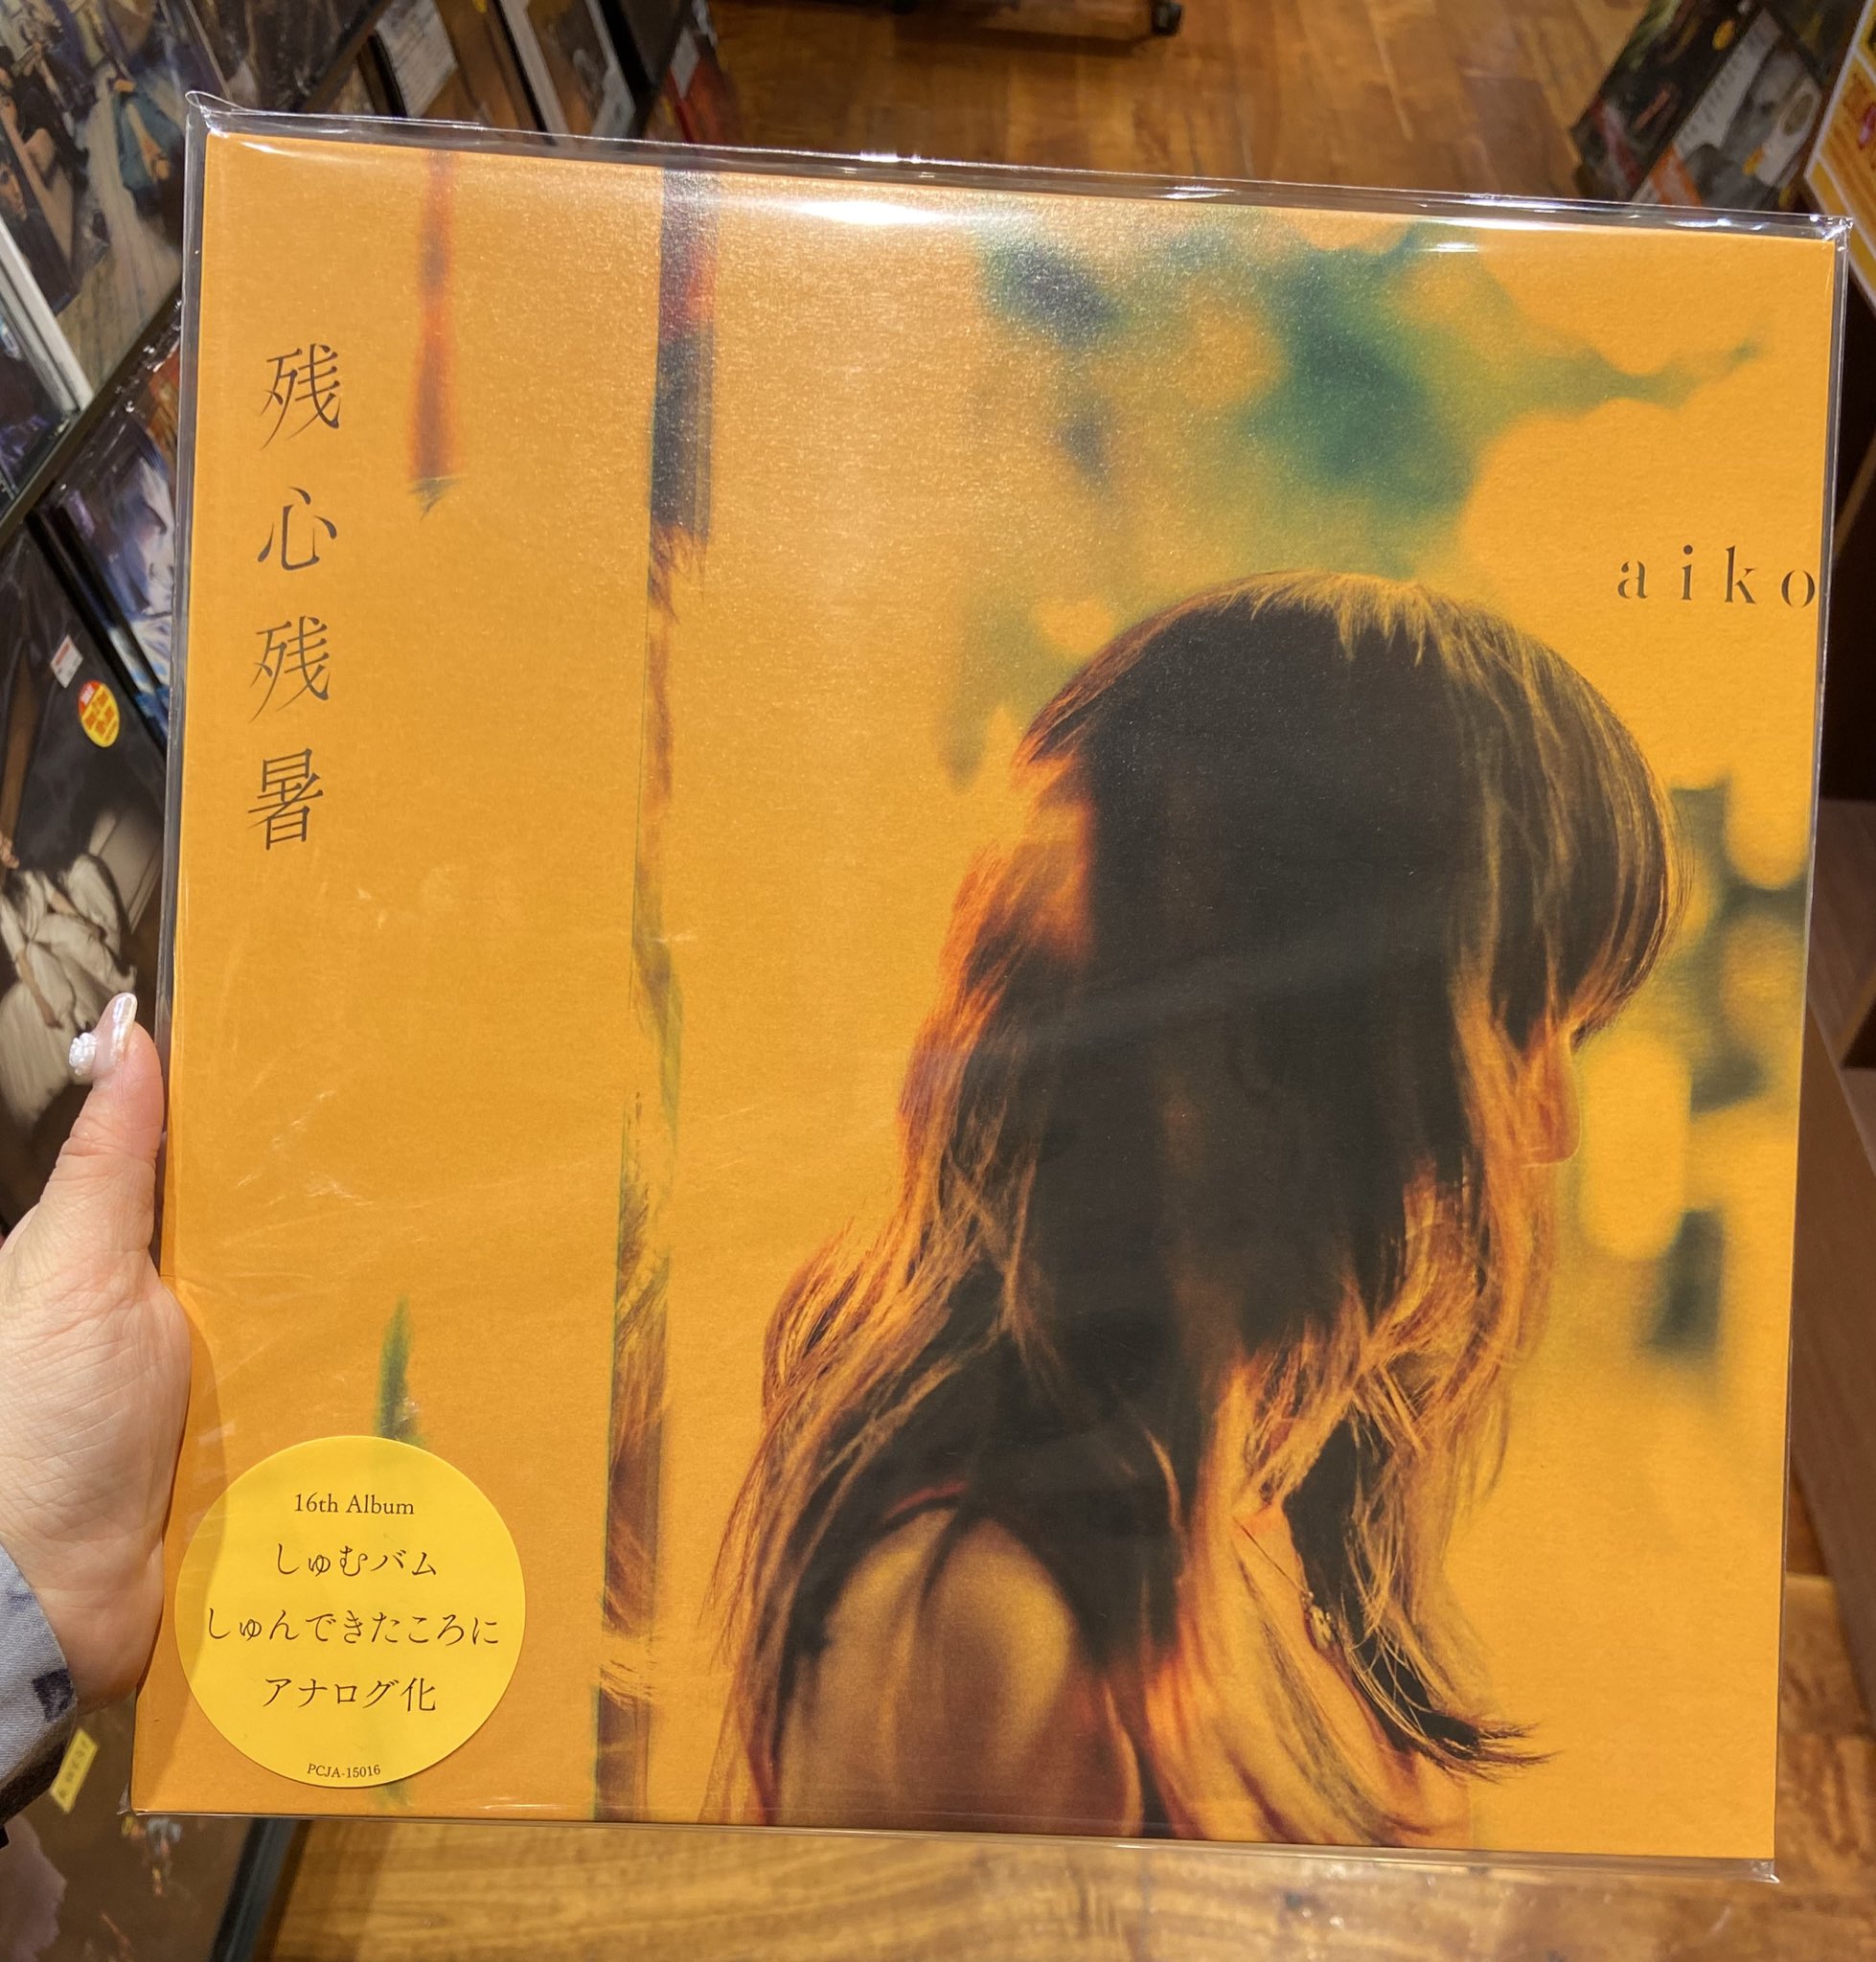 残心残暑
aiko
16th Album
しゅむバム
しゅんできたころに
アナログ化
PCJA-15016